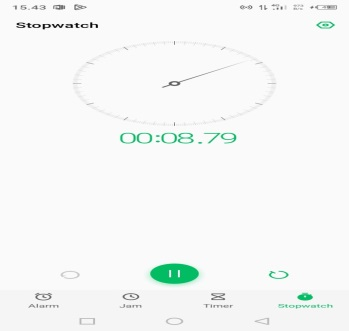 15.43
Stopwatch
00:08.79
Alarm Jam Timer Stopwatch